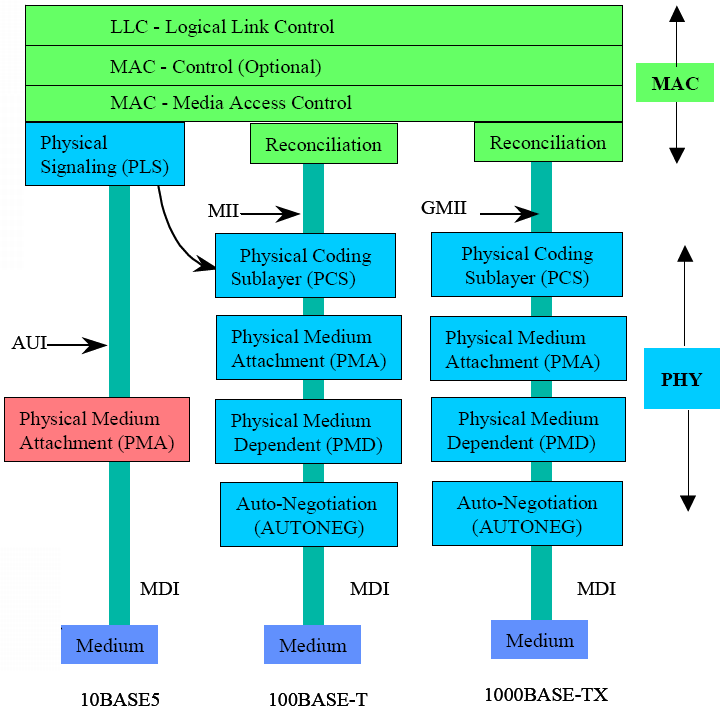 LLC - Logical Link Control
MAC - Control (Optional)
MAC - Media Access Control
MAC
Physical
Signaling (PLS)
Reconciliation
Reconciliation
MII
GMII
Physical Coding
Sublayer (PCS)
Physical Coding
Sublayer (PCS)
AUI
Physical Medium
Attachment (PMA)
Physical Medium
Attachment (PMA)
PHY
Physical Medium
Attachment (PMA)
Physical Medium
Dependent (PMD)
Physical Medium
Dependent (PMD)
Auto-Negotiation
(AUTONEG)
Auto-Negotiation
(AUTONEG)
MDI
MDI
MDI
Medium
Medium
Medium
10BASE5
100BASE-T
1000BASE-TX